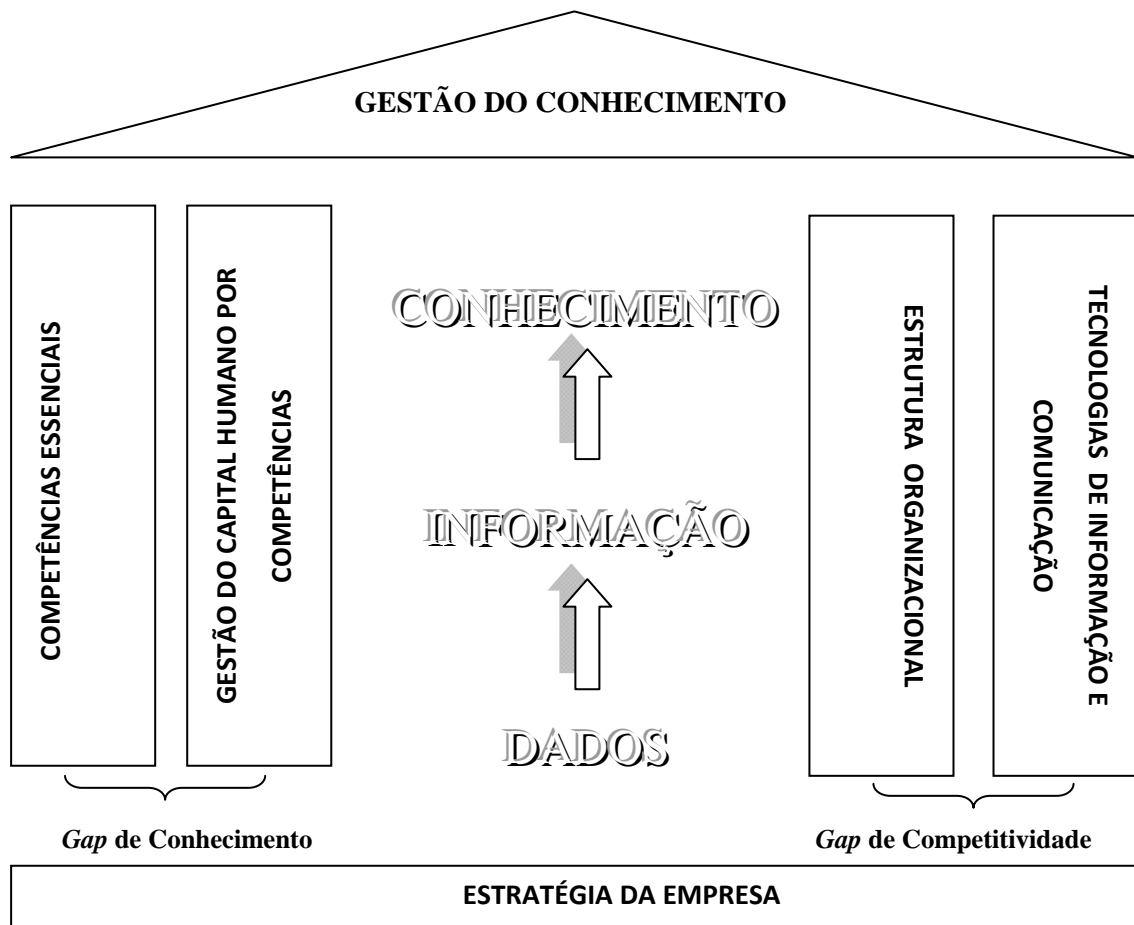 GESTÃO DO CONHECIMENTO
COMPETÊNCIAS ESSENCIAIS
GESTÃO DO CAPITAL HUMANO POR
COMPETÊNCIAS
CONHECIMENTO
INFORMAÇÃO
DADOS
ESTRUTURA ORGANIZACIONAL
TECNOLOGIAS DE INFORMAÇÃO E
COMUNICAÇÃO
Gap de Conhecimento
Gap de Competitividade
ESTRATÉGIA DA EMPRESA